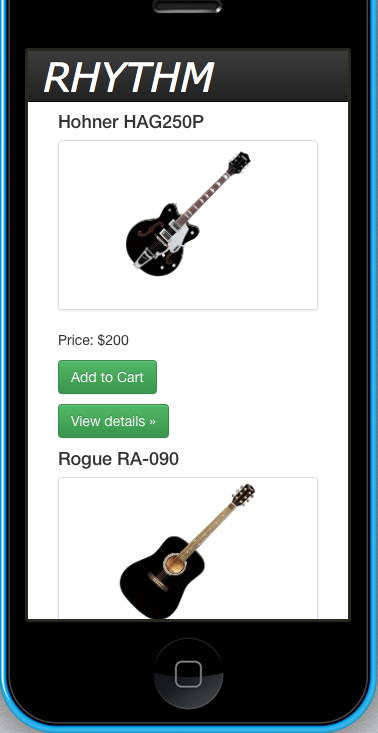 RHYTHM
Hohner HAG250P
Price: $200
Add to Cart
View details »
Rogue RA-090